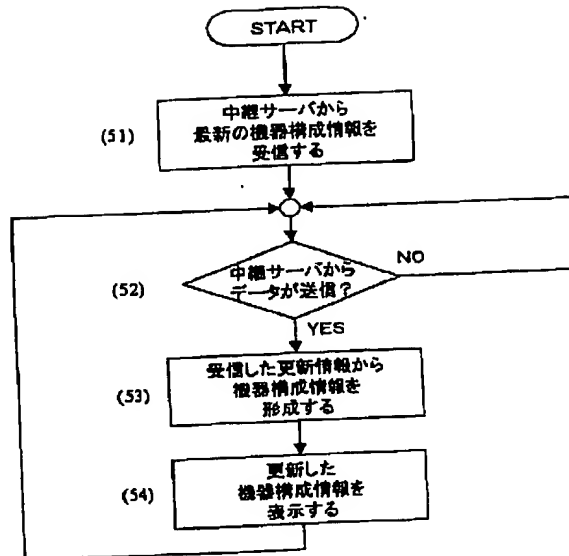 START
(51)
中継サーバから
最新の機器構成情報を
受信する
(52)
中継サーバから
データが送信?
NO
YES
(53)
受信した更新情報から
機器構成情報を
形成する
(54)
更新した
機器構成情報を
表示する